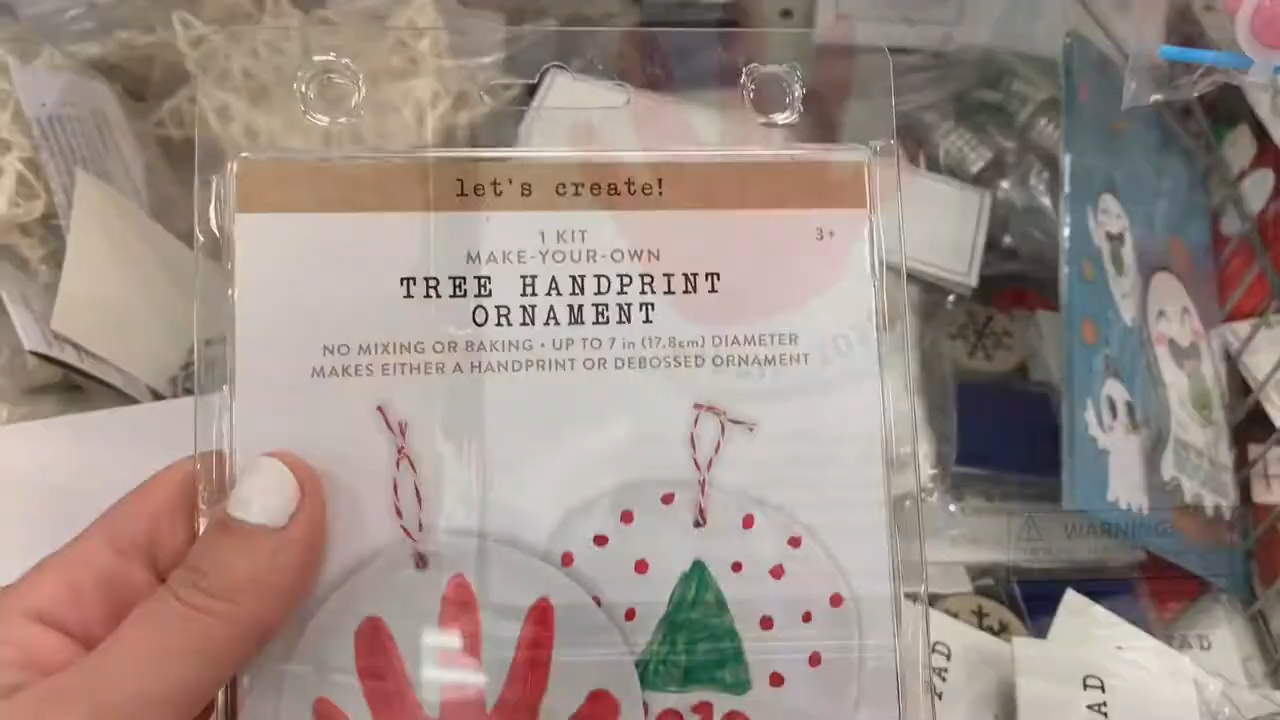 let's create!
1 KIT
3+
MAKE-YOUR-OWN
TREE HANDPRINT
ORNAMENT
NO MIXING OR BAKING • UP TO 7 in (17.8cm) DIAMETER
MAKES EITHER A HANDPRINT OR DEBOSSED ORNAMENT
WARNING: